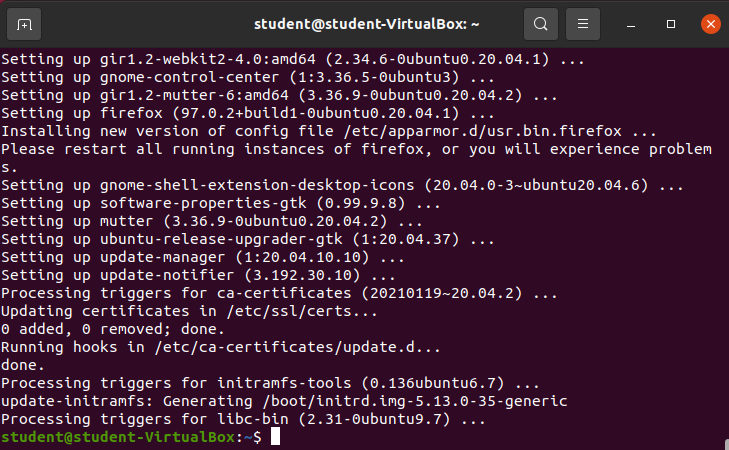 student@student-VirtualBox: ~
Setting up gir1.2-webkit2-4.0:amd64 (2.34.6-0ubuntu0.20.04.1) ...
Setting up gnome-control-center (1:3.36.5-0ubuntu3) ...
Setting up gir1.2-mutter-6:amd64 (3.36.9-0ubuntu0.20.04.2) ...
Setting up firefox (97.0.2+build1-0ubuntu0.20.04.1) ...
Installing new version of config file /etc/apparmor.d/usr.bin.firefox ...
Please restart all running instances of firefox, or you will experience problem
s.
Setting up gnome-shell-extension-desktop-icons (20.04.0-3~ubuntu20.04.6) ...
Setting up software-properties-gtk (0.99.9.8) ...
Setting up mutter (3.36.9-0ubuntu0.20.04.2) ...
Setting up ubuntu-release-upgrader-gtk (1:20.04.37) ...
Setting up update-manager (1:20.04.10.10) ...
Setting up update-notifier (3.192.30.10) ...
Processing triggers for ca-certificates (20210119~20.04.2) ...
Updating certificates in /etc/ssl/certs...
0 added, 0 removed; done.
Running hooks in /etc/ca-certificates/update.d...
done.
Processing triggers for initramfs-tools (0.136ubuntu6.7) ...
update-initramfs: Generating /boot/initrd.img-5.13.0-35-generic
Processing triggers for libc-bin (2.31-0ubuntu9.7) ...
student@student-VirtualBox:~$